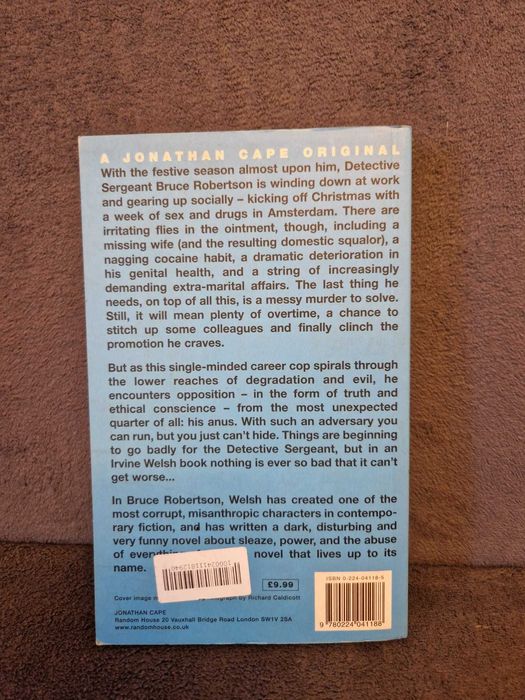 A JONATHAN CAPE ORIGINAL
With the festive season almost upon him, Detective
Sergeant Bruce Robertson is winding down at work
and gearing up socially – kicking off Christmas with
a week of sex and drugs in Amsterdam. There are
irritating flies in the ointment, though, including a
missing wife (and the resulting domestic squalor), a
nagging cocaine habit, a dramatic deterioration in
his genital health, and a string of increasingly
demanding extra-marital affairs. The last thing he
needs, on top of all this, is a messy murder to solve.
Still, it will mean plenty of overtime, a chance to
stitch up some colleagues and finally clinch the
promotion he craves.
But as this single-minded career cop spirals through
the lower reaches of degradation and evil, he
encounters opposition – in the form of truth and
ethical conscience – from the most unexpected
quarter of all: his anus. With such an adversary you
can run, but you just can't hide. Things are beginning
to go badly for the Detective Sergeant, but in an
Irvine Welsh book nothing is ever so bad that it can't
get worse...
In Bruce Robertson, Welsh has created one of the
most corrupt, misanthropic characters in contempo-
rary fiction, and has written a dark, disturbing and
very funny novel about sleaze, power, and the abuse
of novel that lives up to its
name.
£9.99
ISBN 0-224-04118-5
Cover image by Richard Caldicott
9 780224 041188
JONATHAN CAPE
Random House 20 Vauxhall Bridge Road London SW1V 2SA
www.randomhouse.co.uk